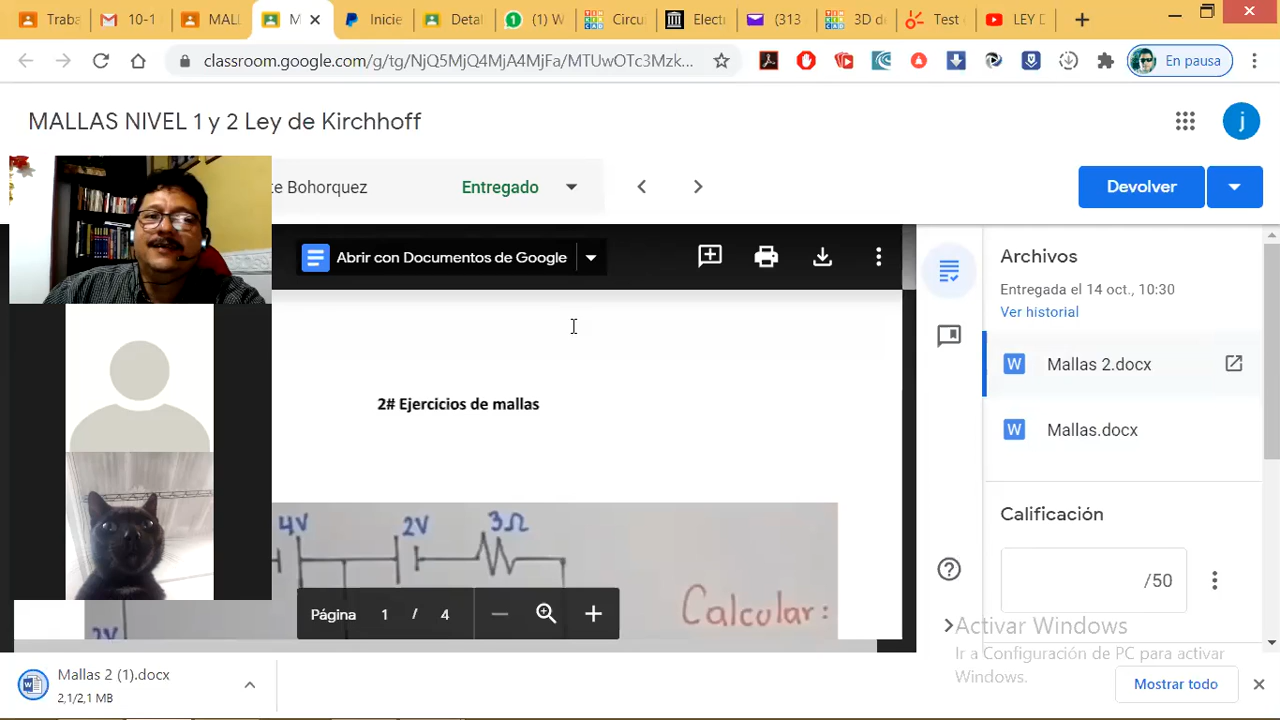 Traba
10-1
MALL
M
Inicie
Detal
(1) W
Circu
Electr
(313
3D de
Test
LEY D
classroom.google.com/g/tg/NjQ5MjQ4MjA4MjFa/MTUwOTc3Mzk...
En pausa
MALLAS NIVEL 1 y 2 Ley de Kirchhoff
j
te Bohorquez
Entregado
Devolver
Abrir con Documentos de Google
Archivos
Entregada el 14 oct., 10:30
Ver historial
W Mallas 2.docx
W Mallas.docx
2# Ejercicios de mallas
4V
2V
3Ω
Calcular:
2V
Página 1 / 4
Calificación
/50
Activar Windows
Ir a Configuración de PC para activar
Windows.
Mallas 2 (1).docx
2,1/2,1 MB
Mostrar todo